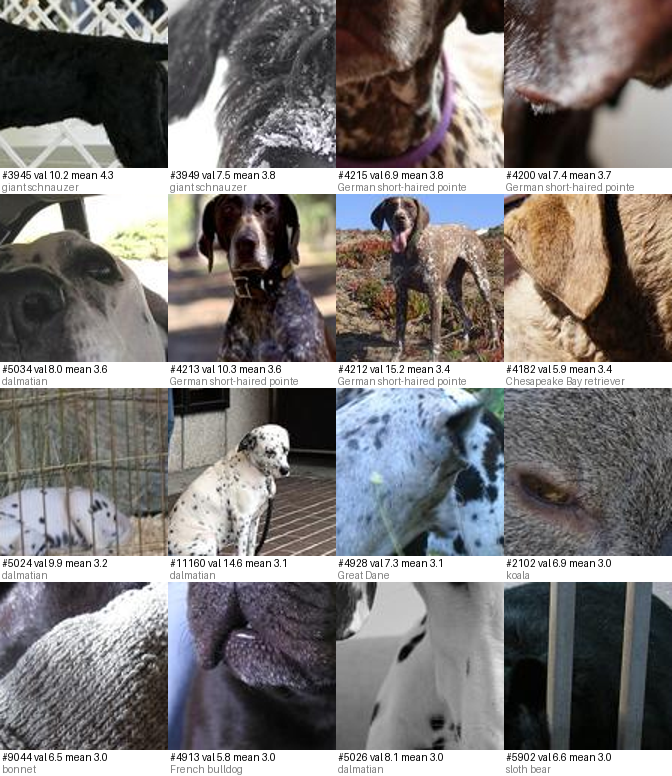 #3945 val 10.2 mean 4.3
giant schnauzer
#3949 val 7.5 mean 3.8
giant schnauzer
#4215 val 6.9 mean 3.8
German short-haired pointe
#4200 val 7.4 mean 3.7
German short-haired pointe
#5034 val 8.0 mean 3.6
dalmatian
#4213 val 10.3 mean 3.6
German short-haired pointe
#4212 val 15.2 mean 3.4
German short-haired pointe
#4182 val 5.9 mean 3.4
Chesapeake Bay retriever
#5024 val 9.9 mean 3.2
dalmatian
#11160 val 14.6 mean 3.1
dalmatian
#4928 val 7.3 mean 3.1
Great Dane
#2102 val 6.9 mean 3.0
koala
#9044 val 6.5 mean 3.0
bonnet
#4913 val 5.8 mean 3.0
French bulldog
#5026 val 8.1 mean 3.0
dalmatian
#5902 val 6.6 mean 3.0
sloth bear